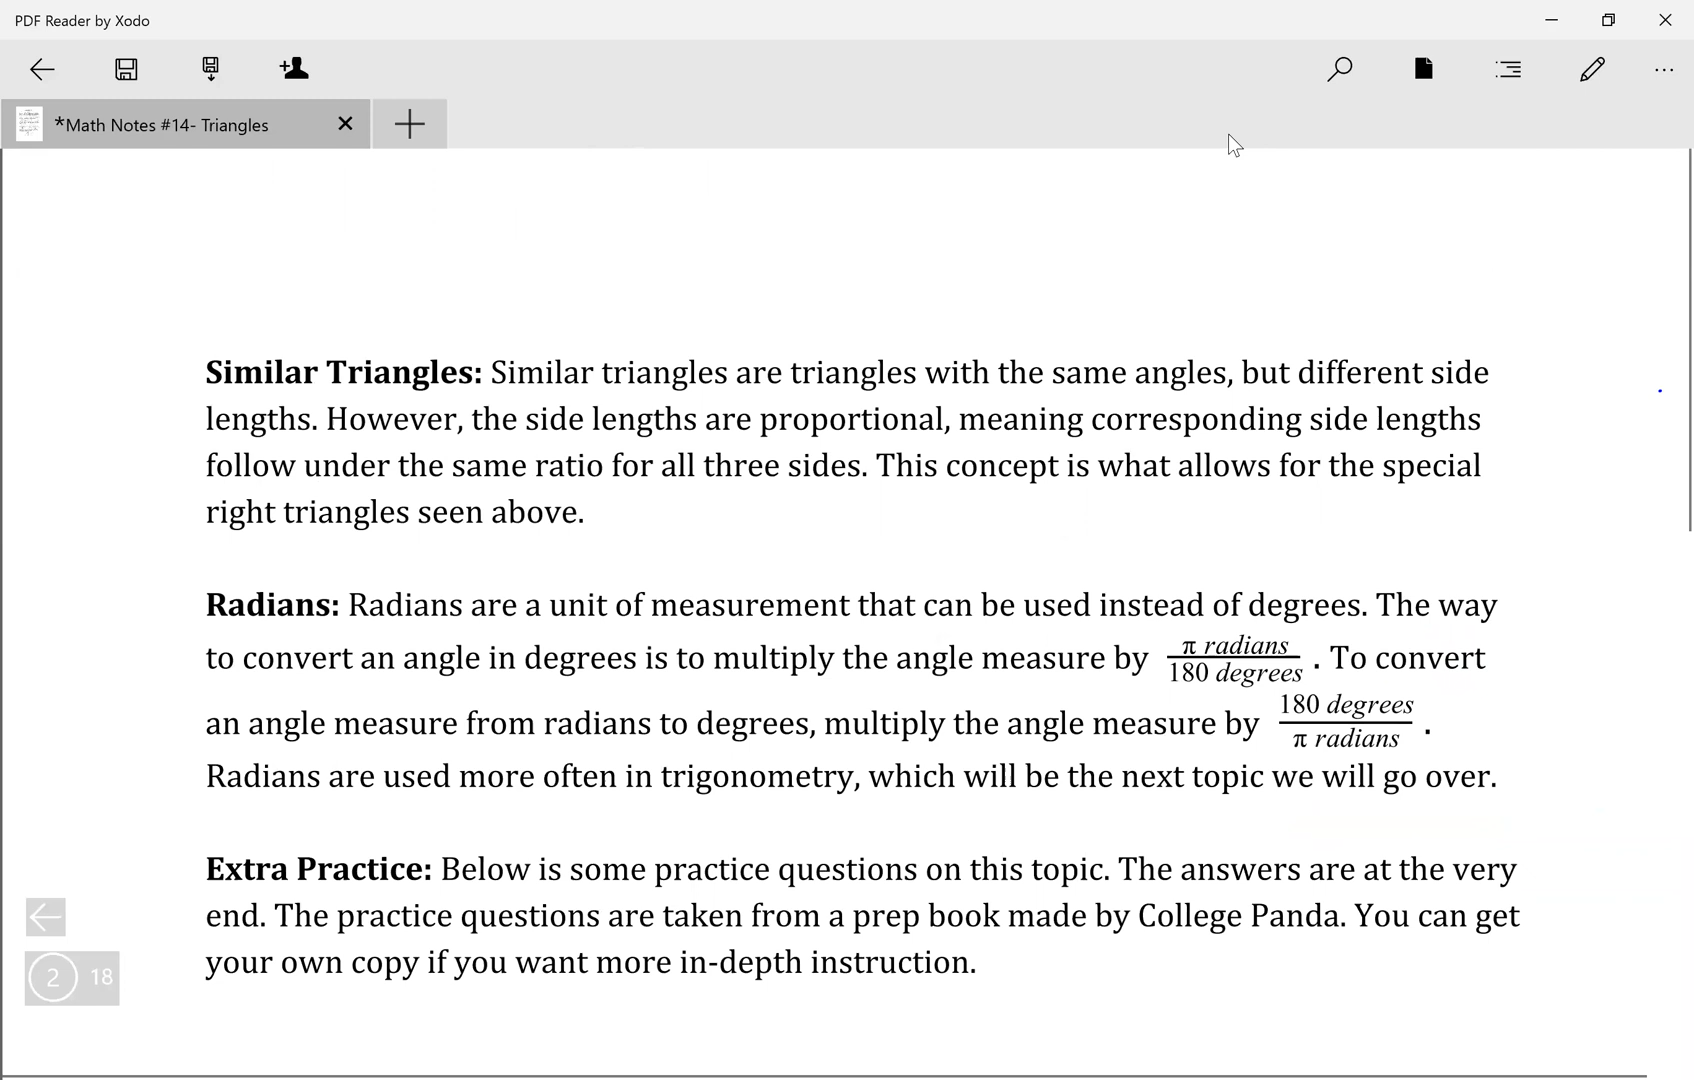 PDF Reader by Xodo
*Math Notes #14- Triangles
Similar Triangles: Similar triangles are triangles with the same angles, but different side
lengths. However, the side lengths are proportional, meaning corresponding side lengths
follow under the same ratio for all three sides. This concept is what allows for the special
right triangles seen above.
Radians: Radians are a unit of measurement that can be used instead of degrees. The way
to convert an angle in degrees is to multiply the angle measure by π radians / 180 degrees . To convert
an angle measure from radians to degrees, multiply the angle measure by 180 degrees / π radians .
Radians are used more often in trigonometry, which will be the next topic we will go over.
Extra Practice: Below is some practice questions on this topic. The answers are at the very
end. The practice questions are taken from a prep book made by College Panda. You can get
your own copy if you want more in-depth instruction.
2 18